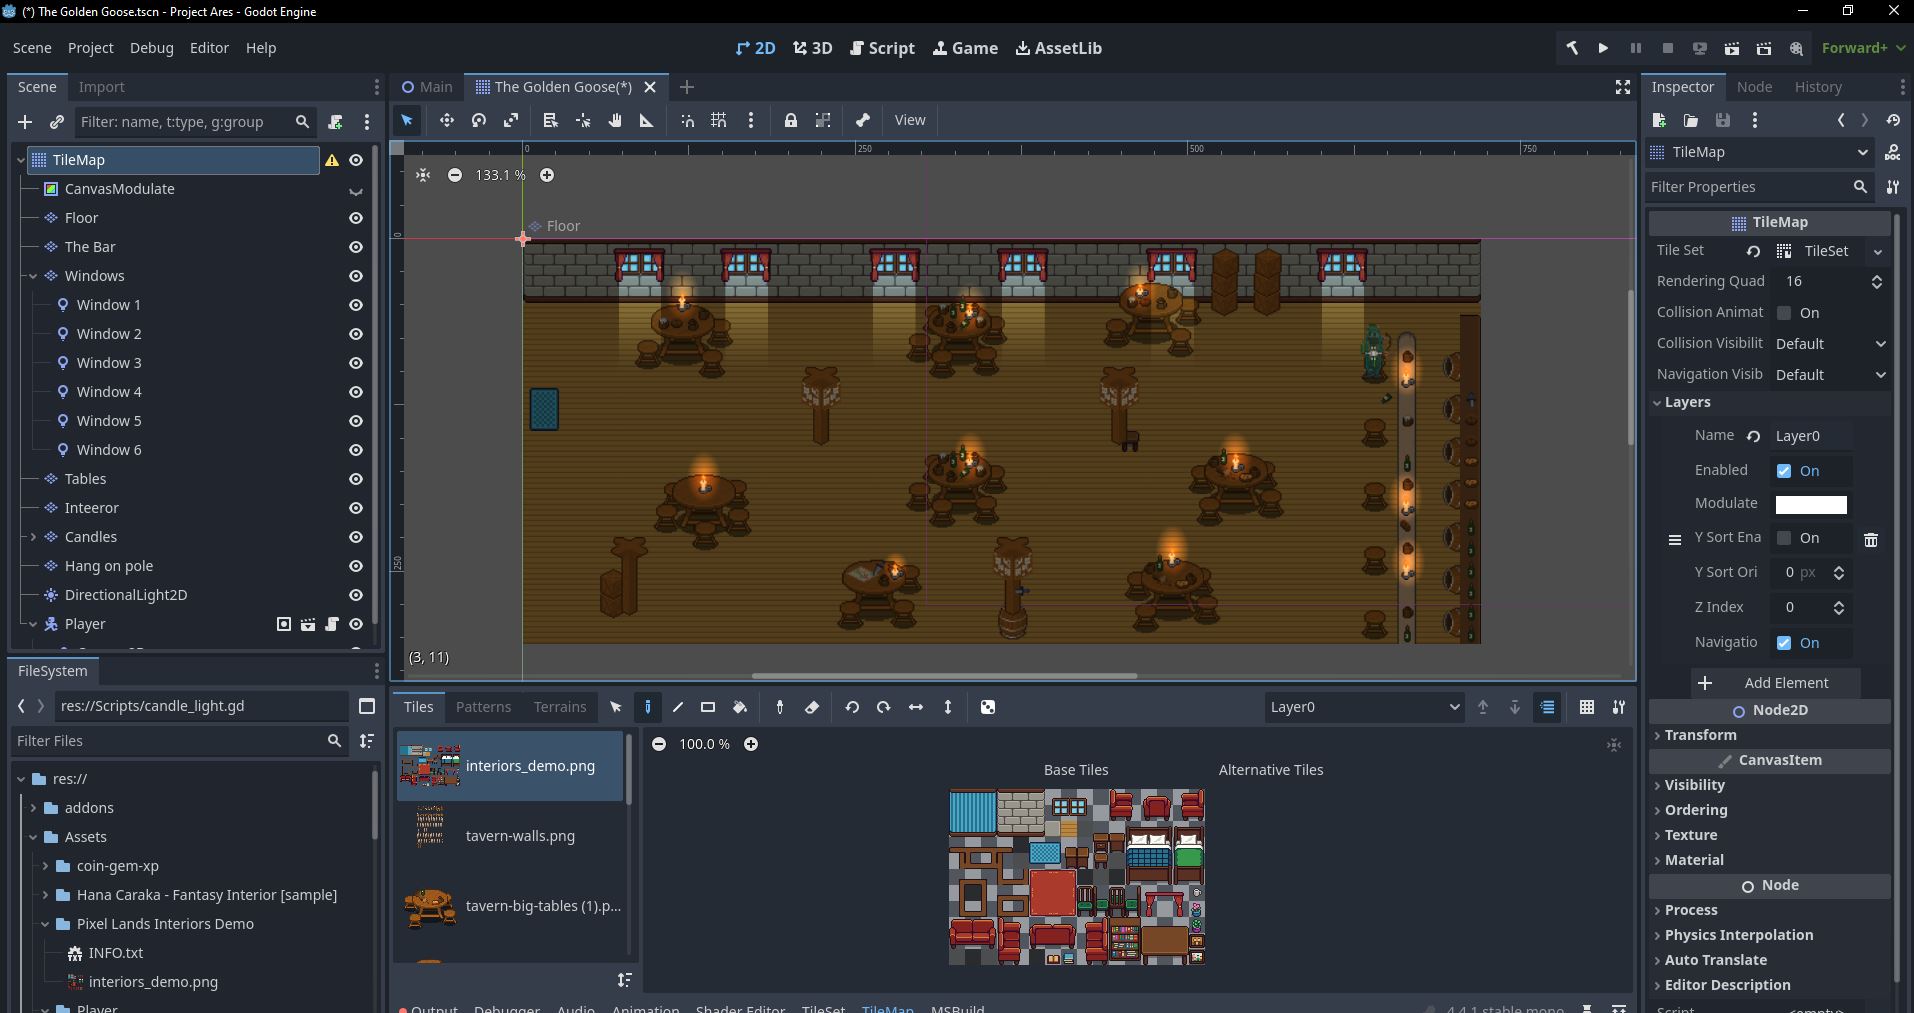 (*) The Golden Goose.tscn - Project Ares - Godot Engine
Scene Project Debug Editor Help
2D 3D Script Game AssetLib
Forward+
Scene Import
Filter: name, t:type, g:group
TileMap
CanvasModulate
Floor
The Bar
Windows
Window 1
Window 2
Window 3
Window 4
Window 5
Window 6
Tables
Inteeror
Candles
Hang on pole
DirectionalLight2D
Player
FileSystem
res://Scripts/candle_light.gd
Filter Files
res://
addons
Assets
coin-gem-xp
Hana Caraka - Fantasy Interior [sample]
Pixel Lands Interiors Demo
INFO.txt
interiors_demo.png
Player
Main The Golden Goose(*)
View
0 250 500 750
133.1 %
0
Floor
250
(3, 11)
Tiles Patterns Terrains
Layer0
interiors_demo.png
tavern-walls.png
tavern-big-tables (1).p...
100.0 %
Base Tiles Alternative Tiles
Output Debugger Audio Animation Shader Editor TileSet TileMap MSBuild
4.4.1.stable.mono
Inspector Node History
TileMap
Filter Properties
TileMap
Tile Set TileSet
Rendering Quad 16
Collision Animat On
Collision Visibilit Default
Navigation Visib Default
Layers
Name Layer0
Enabled On
Modulate
Y Sort Ena On
Y Sort Ori 0 px
Z Index 0
Navigatio On
Add Element
Node2D
Transform
CanvasItem
Visibility
Ordering
Texture
Material
Node
Process
Physics Interpolation
Auto Translate
Editor Description
Script <empty>